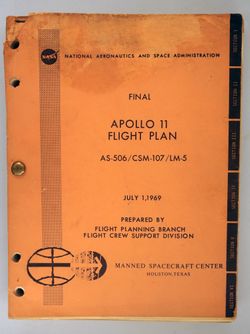 NASA
NATIONAL AERONAUTICS AND SPACE ADMINISTRATION
FINAL
APOLLO 11
FLIGHT PLAN
AS-506/CSM-107/LM-5
JULY 1, 1969
PREPARED BY
FLIGHT PLANNING BRANCH
FLIGHT CREW SUPPORT DIVISION
MANNED SPACECRAFT CENTER
HOUSTON, TEXAS